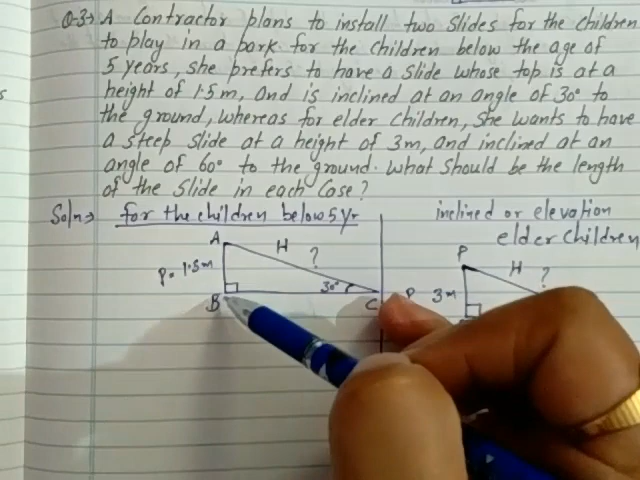 Q-3→ A Contractor plans to install two Slides for the children
to play in a park. for the children below the age of
5 years, she prefers to have a slide whose top is at a
height of 1.5 m, and is inclined at an angle of 30° to
the ground, whereas for elder children, she wants to have
a steep slide at a height of 3m, and inclined at an
angle of 60° to the ground. what should be the length
of the Slide in each Case?
Soln→ for the children below 5 yr
A H ?
P = 1.5m
B 30° C
inclined or elevation
elder children
P H ?
3m
P